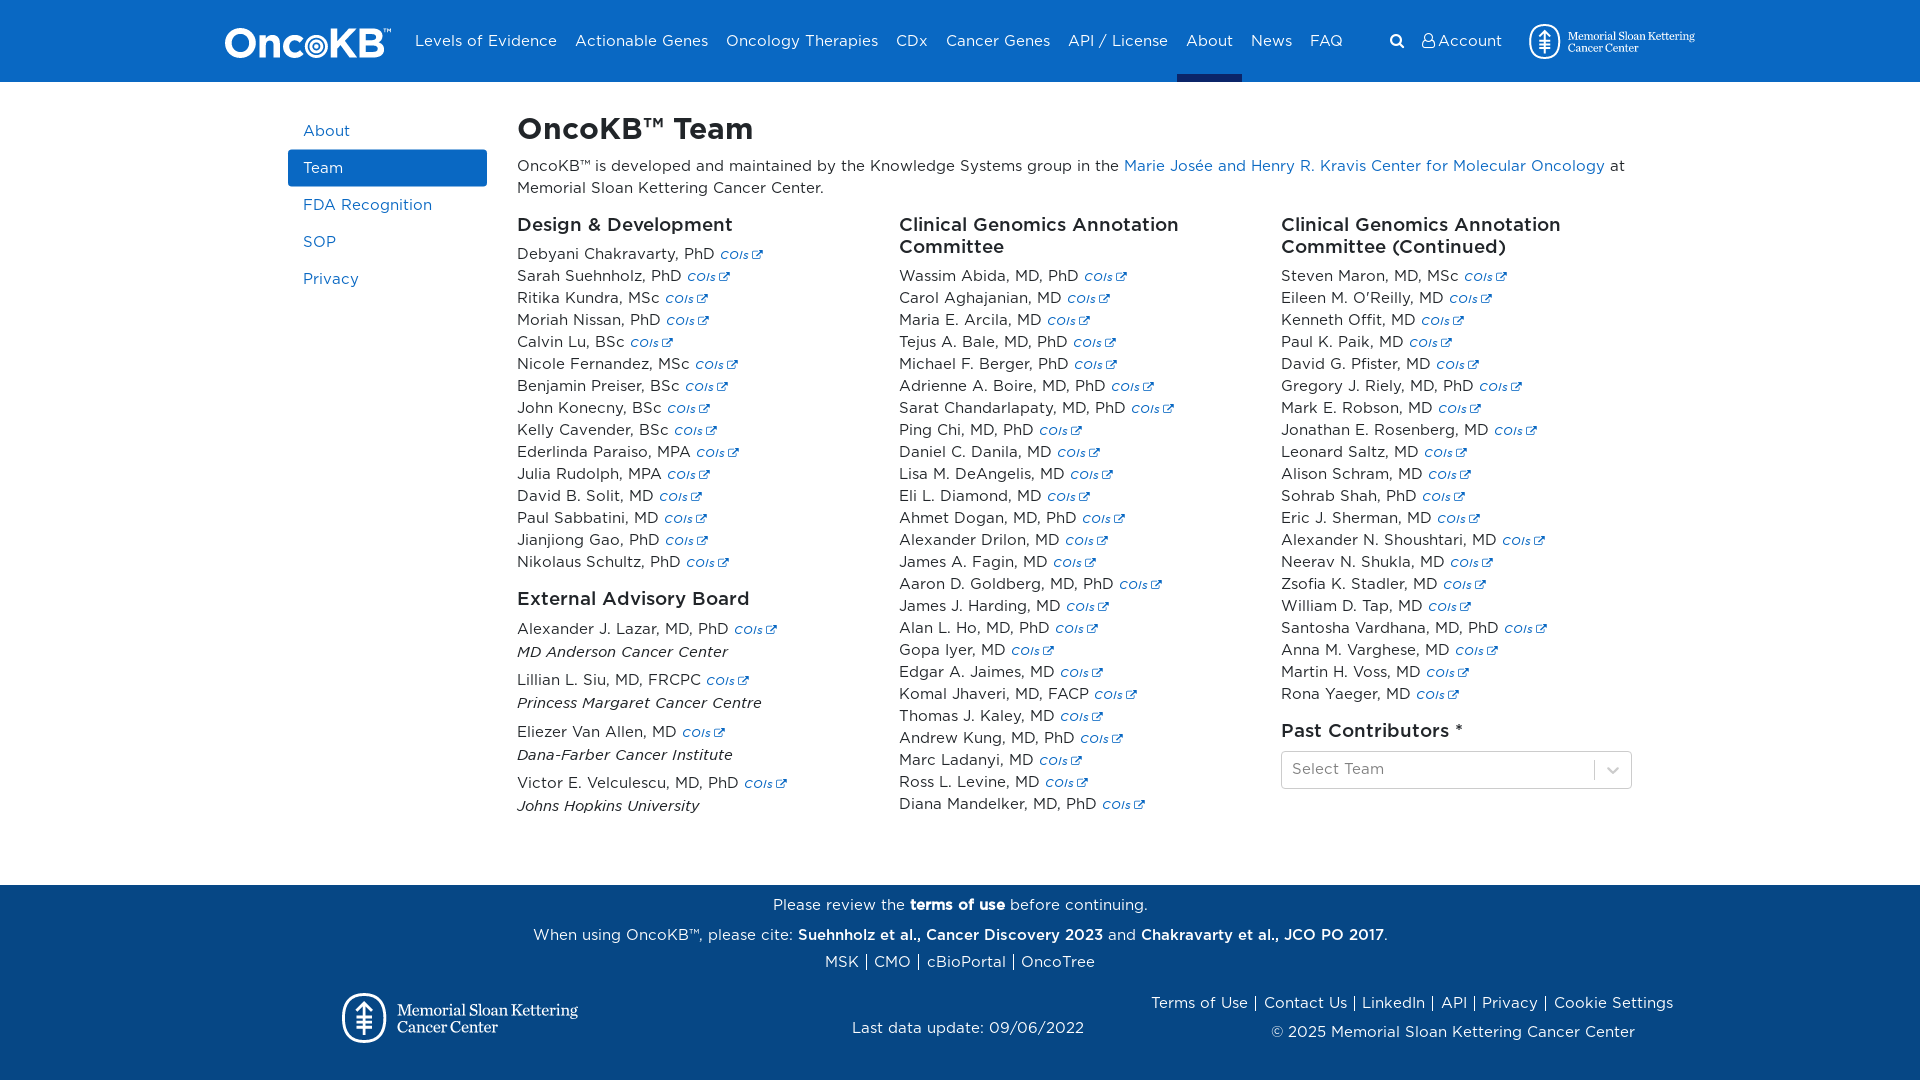 OncoKB™
Levels of Evidence
Actionable Genes
Oncology Therapies
CDx
Cancer Genes
API / License
About
News
FAQ
Account
Memorial Sloan Kettering
Cancer Center
About
Team
FDA Recognition
SOP
Privacy
OncoKB™ Team
OncoKB™ is developed and maintained by the Knowledge Systems group in the Marie Josée and Henry R. Kravis Center for Molecular Oncology at
Memorial Sloan Kettering Cancer Center.
Design & Development
Debyani Chakravarty, PhD COIs
Sarah Suehnholz, PhD COIs
Ritika Kundra, MSc COIs
Moriah Nissan, PhD COIs
Calvin Lu, BSc COIs
Nicole Fernandez, MSc COIs
Benjamin Preiser, BSc COIs
John Konecny, BSc COIs
Kelly Cavender, BSc COIs
Ederlinda Paraiso, MPA COIs
Julia Rudolph, MPA COIs
David B. Solit, MD COIs
Paul Sabbatini, MD COIs
Jianjiong Gao, PhD COIs
Nikolaus Schultz, PhD COIs
External Advisory Board
Alexander J. Lazar, MD, PhD COIs
MD Anderson Cancer Center
Lillian L. Siu, MD, FRCPC COIs
Princess Margaret Cancer Centre
Eliezer Van Allen, MD COIs
Dana-Farber Cancer Institute
Victor E. Velculescu, MD, PhD COIs
Johns Hopkins University
Clinical Genomics Annotation
Committee
Wassim Abida, MD, PhD COIs
Carol Aghajanian, MD COIs
Maria E. Arcila, MD COIs
Tejus A. Bale, MD, PhD COIs
Michael F. Berger, PhD COIs
Adrienne A. Boire, MD, PhD COIs
Sarat Chandarlapaty, MD, PhD COIs
Ping Chi, MD, PhD COIs
Daniel C. Danila, MD COIs
Lisa M. DeAngelis, MD COIs
Eli L. Diamond, MD COIs
Ahmet Dogan, MD, PhD COIs
Alexander Drilon, MD COIs
James A. Fagin, MD COIs
Aaron D. Goldberg, MD, PhD COIs
James J. Harding, MD COIs
Alan L. Ho, MD, PhD COIs
Gopa Iyer, MD COIs
Edgar A. Jaimes, MD COIs
Komal Jhaveri, MD, FACP COIs
Thomas J. Kaley, MD COIs
Andrew Kung, MD, PhD COIs
Marc Ladanyi, MD COIs
Ross L. Levine, MD COIs
Diana Mandelker, MD, PhD COIs
Clinical Genomics Annotation
Committee (Continued)
Steven Maron, MD, MSc COIs
Eileen M. O'Reilly, MD COIs
Kenneth Offit, MD COIs
Paul K. Paik, MD COIs
David G. Pfister, MD COIs
Gregory J. Riely, MD, PhD COIs
Mark E. Robson, MD COIs
Jonathan E. Rosenberg, MD COIs
Leonard Saltz, MD COIs
Alison Schram, MD COIs
Sohrab Shah, PhD COIs
Eric J. Sherman, MD COIs
Alexander N. Shoushtari, MD COIs
Neerav N. Shukla, MD COIs
Zsofia K. Stadler, MD COIs
William D. Tap, MD COIs
Santosha Vardhana, MD, PhD COIs
Anna M. Varghese, MD COIs
Martin H. Voss, MD COIs
Rona Yaeger, MD COIs
Past Contributors *
Select Team
Please review the terms of use before continuing.
When using OncoKB™, please cite: Suehnholz et al., Cancer Discovery 2023 and Chakravarty et al., JCO PO 2017.
MSK | CMO | cBioPortal | OncoTree
Memorial Sloan Kettering
Cancer Center
Last data update: 09/06/2022
Terms of Use | Contact Us | LinkedIn | API | Privacy | Cookie Settings
© 2025 Memorial Sloan Kettering Cancer Center